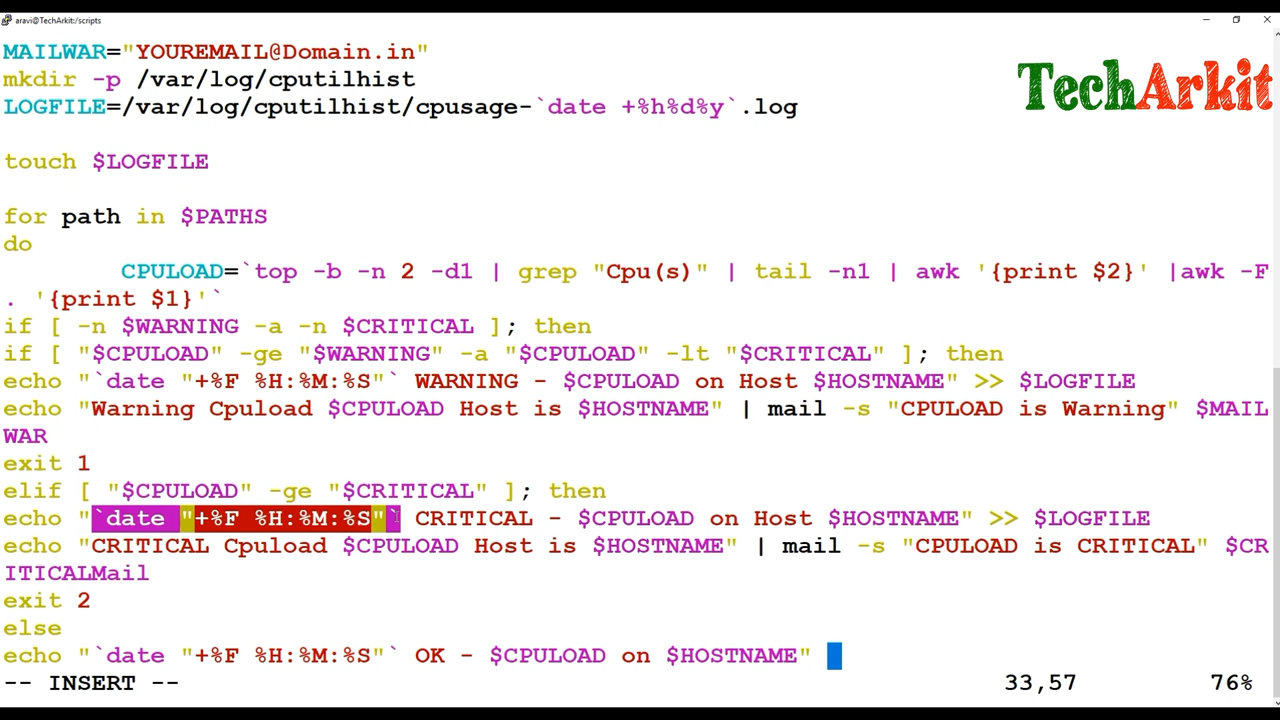 aravi@TechArkit:/scripts
MAILWAR="YOUREMAIL@Domain.in"
TechArkit
mkdir -p /var/log/cputilhist
LOGFILE=/var/log/cputilhist/cpusage-`date +%h%d%y`.log
touch $LOGFILE
for path in $PATHS
do
CPULOAD=`top -b -n 2 -d1 | grep "Cpu(s)" | tail -n1 | awk '{print $2}' |awk -F
. '{print $1}'`
if [ -n $WARNING -a -n $CRITICAL ]; then
if [ "$CPULOAD" -ge "$WARNING" -a "$CPULOAD" -lt "$CRITICAL" ]; then
echo "`date "+%F %H:%M:%S"` WARNING - $CPULOAD on Host $HOSTNAME" >> $LOGFILE
echo "Warning Cpuload $CPULOAD Host is $HOSTNAME" | mail -s "CPULOAD is Warning" $MAIL
WAR
exit 1
elif [ "$CPULOAD" -ge "$CRITICAL" ]; then
echo "`date "+%F %H:%M:%S"` CRITICAL - $CPULOAD on Host $HOSTNAME" >> $LOGFILE
echo "CRITICAL Cpuload $CPULOAD Host is $HOSTNAME" | mail -s "CPULOAD is CRITICAL" $CR
ITICALMail
exit 2
else
echo "`date "+%F %H:%M:%S"` OK - $CPULOAD on $HOSTNAME"
-- INSERT -- 33,57 76%